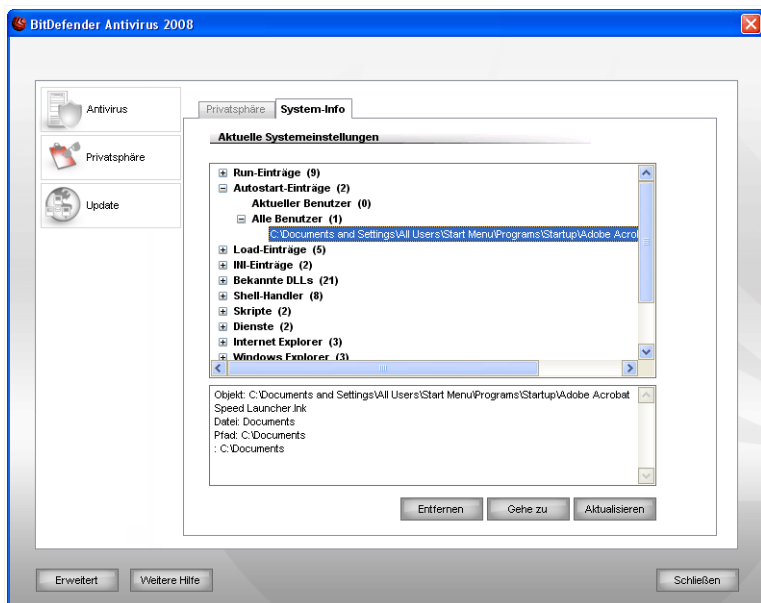 BitDefender Antivirus 2008
Antivirus
Privatsphäre
Update
Privatsphäre System-Info
Aktuelle Systemeinstellungen
Run-Einträge (9)
Autostart-Einträge (2)
Aktueller Benutzer (0)
Alle Benutzer (1)
C:\Documents and Settings\All Users\Start Menu\Programs\Startup\Adobe Acrol
Load-Einträge (5)
INI-Einträge (2)
Bekannte DLLs (21)
Shell-Handler (8)
Skripte (2)
Dienste (2)
Internet Explorer (3)
Windows Explorer (3)
Objekt: C:\Documents and Settings\All Users\Start Menu\Programs\Startup\Adobe Acrobat
Speed Launcher.lnk
Datei: Documents
Pfad: C:\Documents
: C:\Documents
Entfernen Gehe zu Aktualisieren
Erweitert Weitere Hilfe Schließen